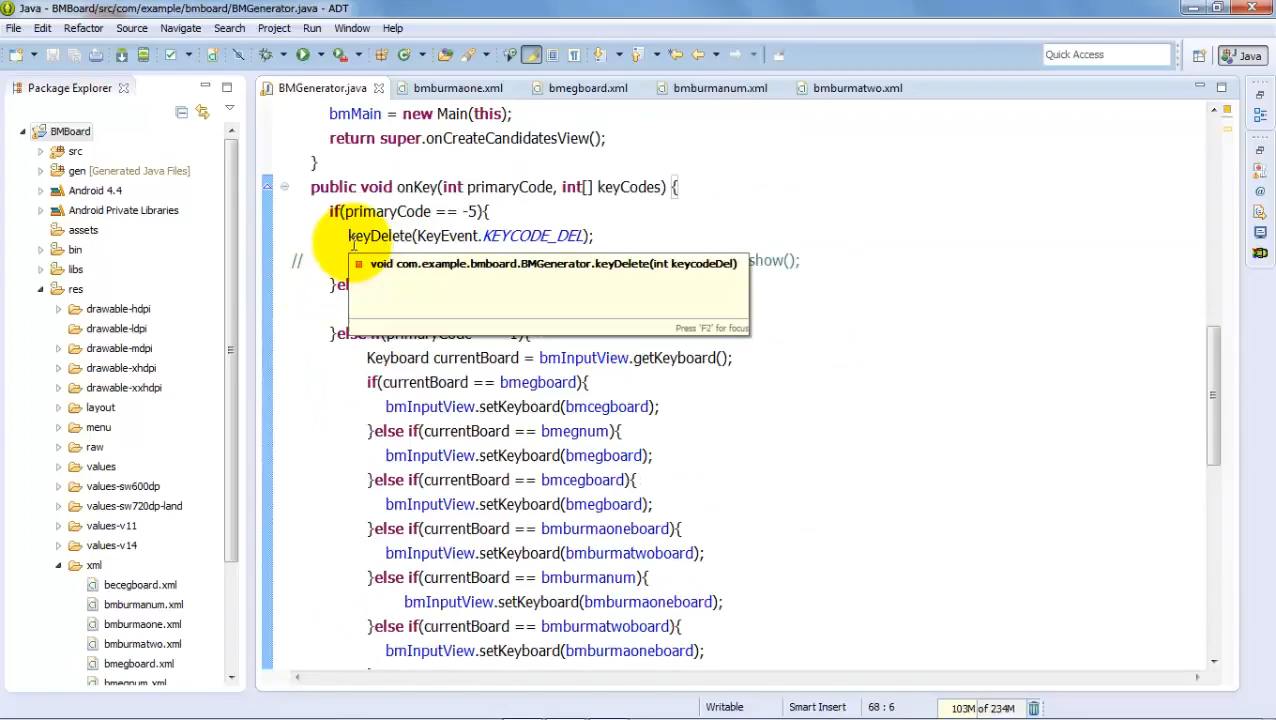 Java - BMBoard/src/com/example/bmboard/BMGenerator.java - ADT
File Edit Refactor Source Navigate Search Project Run Window Help
Quick Access
Java
Package Explorer
BMGenerator.java
bmburmaone.xml
bmegboard.xml
bmburmanum.xml
bmburmatwo.xml
BMBoard
src
gen [Generated Java Files]
Android 4.4
Android Private Libraries
assets
bin
libs
res
drawable-hdpi
drawable-ldpi
drawable-mdpi
drawable-xhdpi
drawable-xxhdpi
layout
menu
raw
values
values-sw600dp
values-sw720dp-land
values-v11
values-v14
xml
becegboard.xml
bmburmanum.xml
bmburmaone.xml
bmburmatwo.xml
bmegboard.xml
bmegnum.xml
bmMain = new Main(this);
return super.onCreateCandidatesView();
}
public void onKey(int primaryCode, int[] keyCodes) {
if(primaryCode == -5){
keyDelete(KeyEvent.KEYCODE_DEL);
// show();
void com.example.bmboard.BMGenerator.keyDelete(int keycodeDel)
}el
Press 'F2' for focus
}else if(primaryCode
Keyboard currentBoard = bmInputView.getKeyboard();
if(currentBoard == bmegboard){
bmInputView.setKeyboard(bmcegboard);
}else if(currentBoard == bmegnum){
bmInputView.setKeyboard(bmegboard);
}else if(currentBoard == bmcegboard){
bmInputView.setKeyboard(bmegboard);
}else if(currentBoard == bmburmaoneboard){
bmInputView.setKeyboard(bmburmatwoboard);
}else if(currentBoard == bmburmanum){
bmInputView.setKeyboard(bmburmaoneboard);
}else if(currentBoard == bmburmatwoboard){
bmInputView.setKeyboard(bmburmaoneboard);
Writable
Smart Insert
68 : 6
103M of 234M